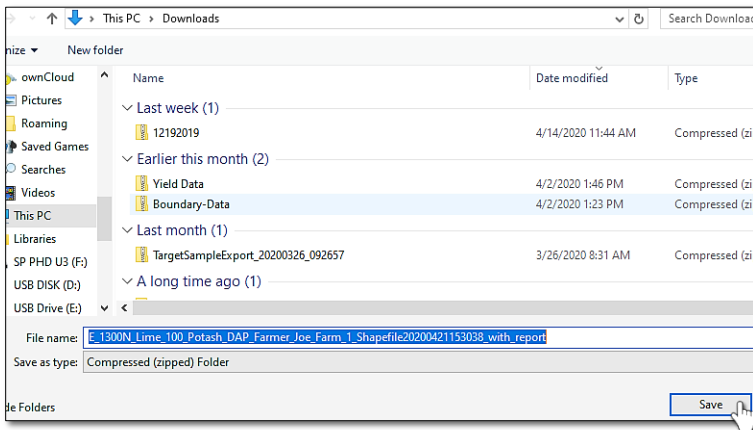 This PC > Downloads
Search Downloac
nize
New folder
ownCloud
Pictures
Roaming
Saved Games
Searches
Videos
This PC
Libraries
SP PHD U3 (F:)
USB DISK (D:)
USB Drive (E:)
Name Date modified Type
Last week (1)
12192019 4/14/2020 11:44 AM Compressed (zi
Earlier this month (2)
Yield Data 4/2/2020 1:46 PM Compressed (zi
Boundary-Data 4/2/2020 1:23 PM Compressed (zi
Last month (1)
TargetSampleExport_20200326_092657 3/26/2020 8:31 AM Compressed (zi
A long time ago (1)
File name: E_1300N_Lime_100_Potash_DAP_Farmer_Joe_Farm_1_Shapefile20200421153038_with_report
Save as type: Compressed (zipped) Folder
de Folders
Save